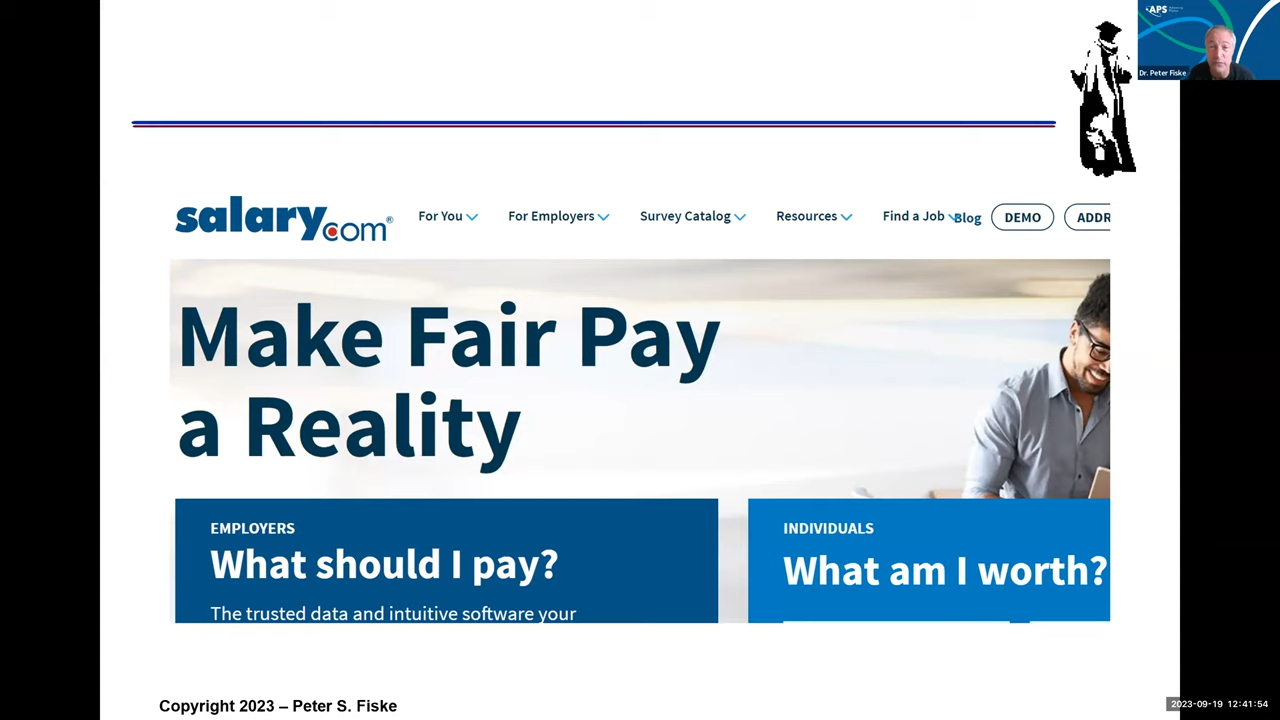 APS
Dr. Peter Fiske
salary.com®
For You
For Employers
Survey Catalog
Resources
Find a Job
Blog
DEMO
ADDR
Make Fair Pay
a Reality
EMPLOYERS
What should I pay?
The trusted data and intuitive software your
INDIVIDUALS
What am I worth?
Copyright 2023 – Peter S. Fiske
2023-09-19 12:41:54